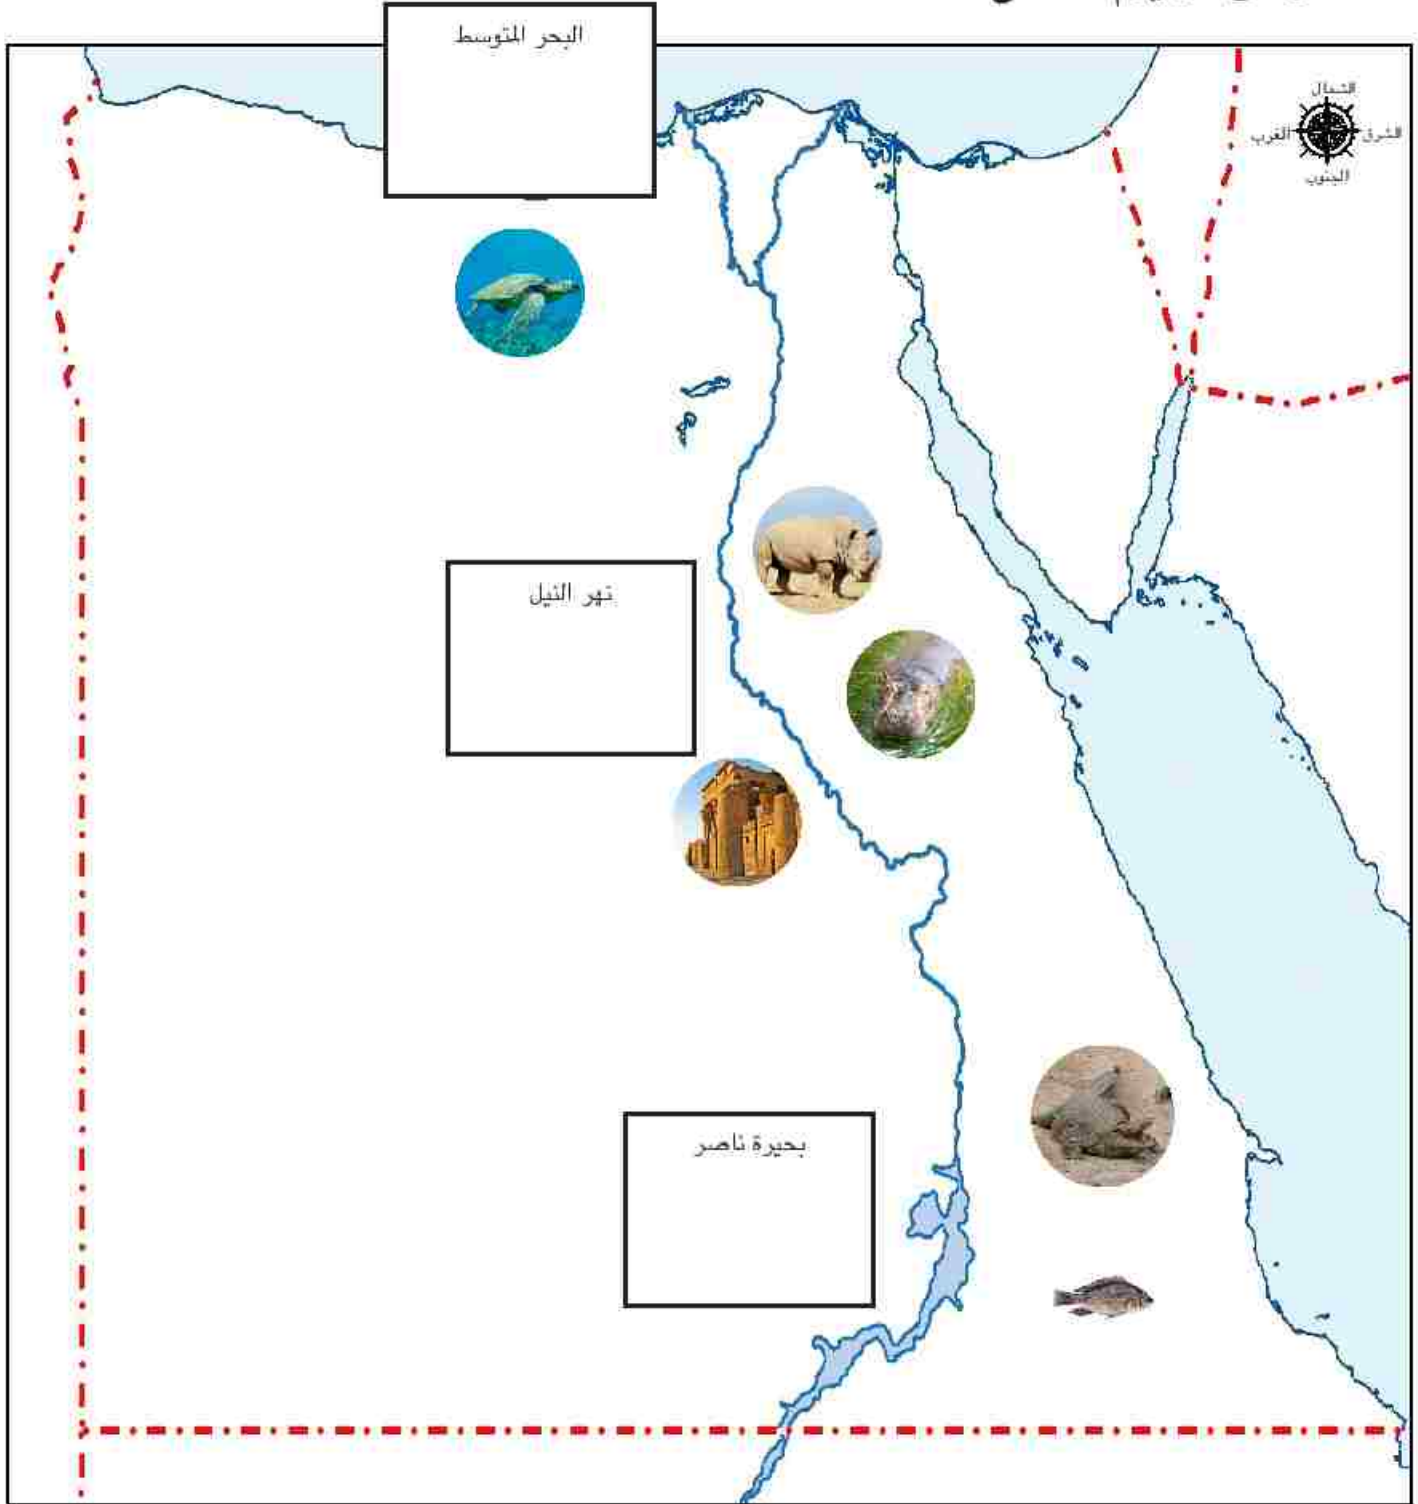 البحر المتوسط
الشمال
الشرق
الغرب
الجنوب
نهر النيل
بحيرة ناصر